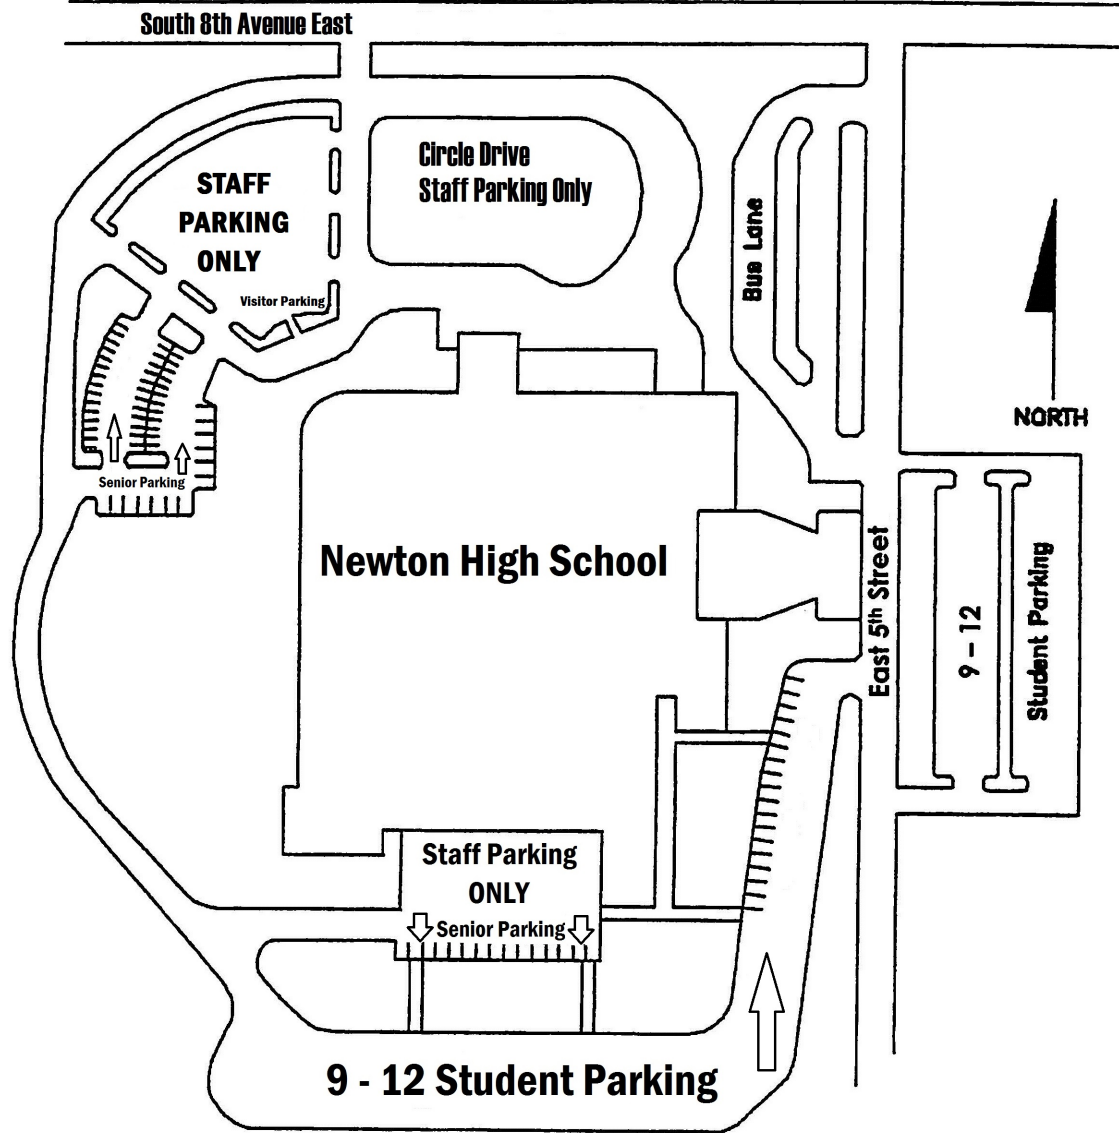 South 8th Avenue East
Circle Drive
Staff Parking Only
STAFF
PARKING
ONLY
Visitor Parking
Bus Lane
NORTH
Senior Parking
Newton High School
East 5th Street
9 - 12
Student Parking
Staff Parking
ONLY
Senior Parking
9 - 12 Student Parking